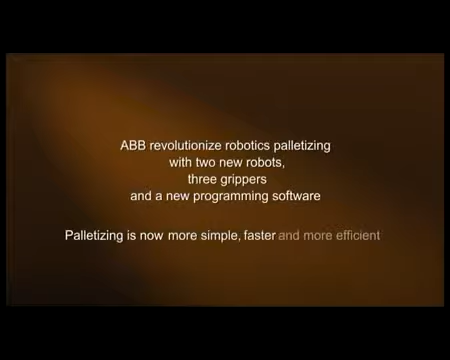 ABB revolutionize robotics palletizing
with two new robots,
three grippers
and a new programming software
Palletizing is now more simple, faster and more efficient